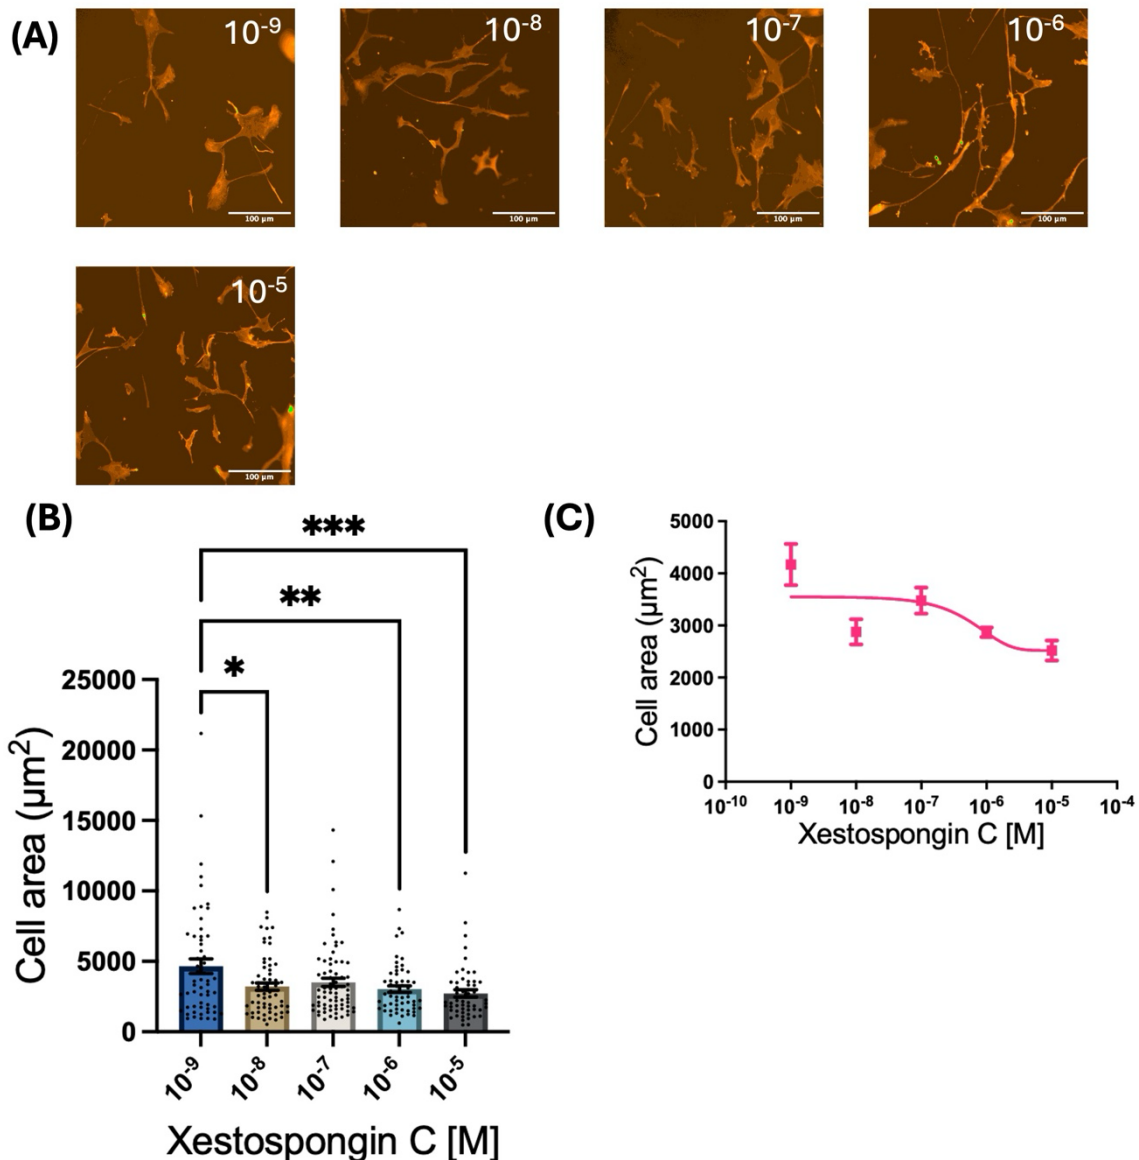 (A)
10-9
10-8
10-7
10-6
100 µm
100 µm
100 µm
100 µm
10-5
100 µm
(B)
***
**
*
25000
20000
15000
10000
5000
0
Cell area (µm2)
10-9
10-8
10-7
10-6
10-5
Xestospongin C [M]
(C)
5000
4000
3000
2000
1000
0
Cell area (µm2)
10-10
10-9
10-8
10-7
10-6
10-5
10-4
Xestospongin C [M]